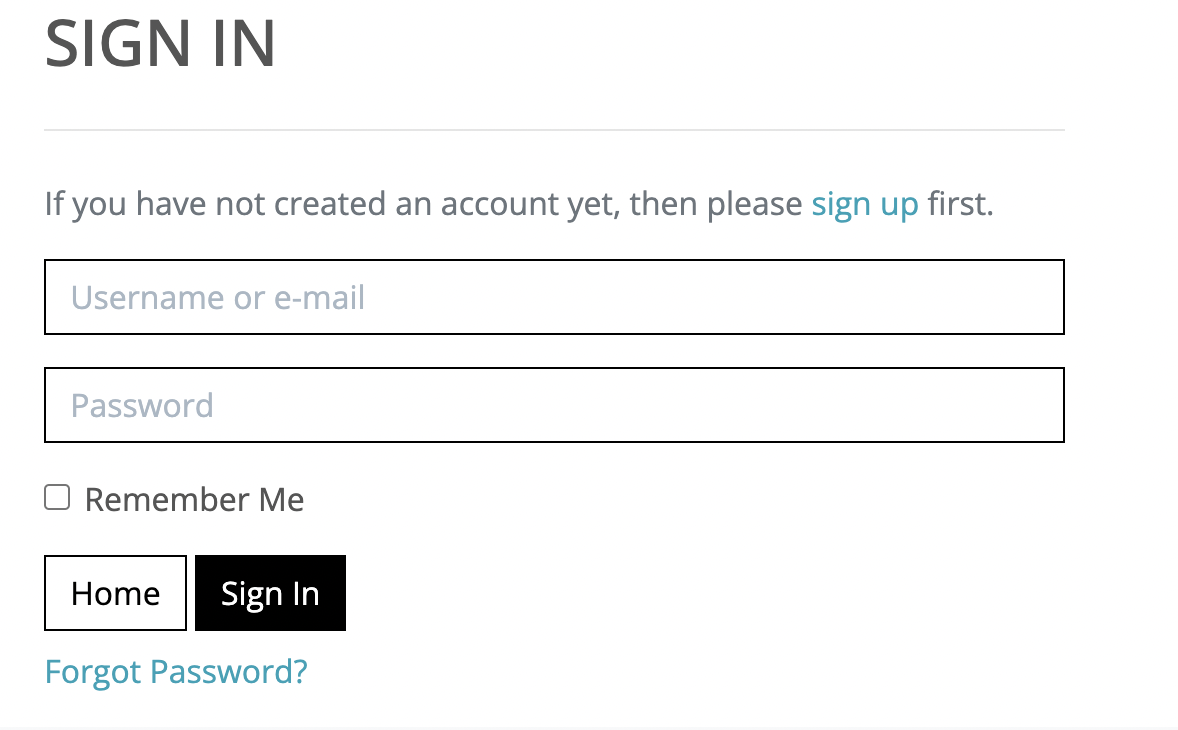 SIGN IN
If you have not created an account yet, then please sign up first.
Username or e-mail
Password
Remember Me
Home Sign In
Forgot Password?